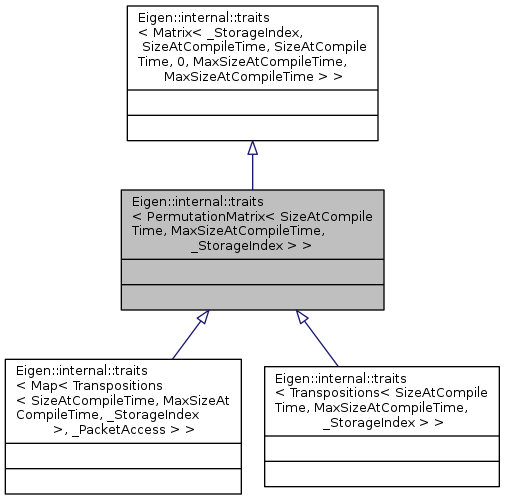 Eigen::internal::traits
< Matrix< _StorageIndex,
SizeAtCompileTime, SizeAtCompile
Time, 0, MaxSizeAtCompileTime,
MaxSizeAtCompileTime > >
Eigen::internal::traits
< PermutationMatrix< SizeAtCompile
Time, MaxSizeAtCompileTime,
_StorageIndex > >
Eigen::internal::traits
< Map< Transpositions
< SizeAtCompileTime, MaxSizeAt
CompileTime, _StorageIndex
>, _PacketAccess > >
Eigen::internal::traits
< Transpositions< SizeAtCompile
Time, MaxSizeAtCompileTime,
_StorageIndex > >